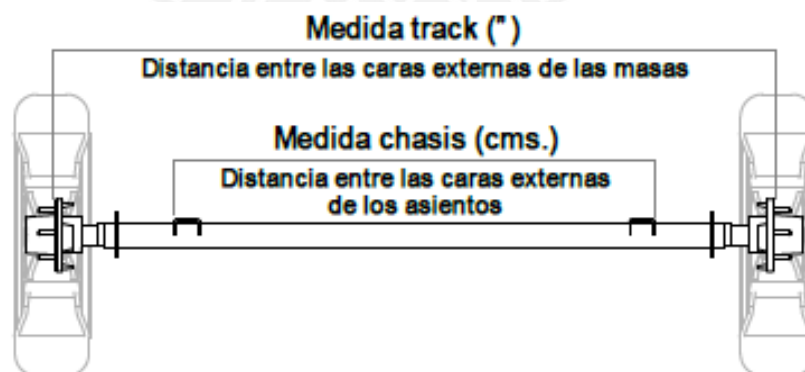 Medida track (")
Distancia entre las caras externas de las masas
Medida chasis (cms.)
Distancia entre las caras externas
de los asientos